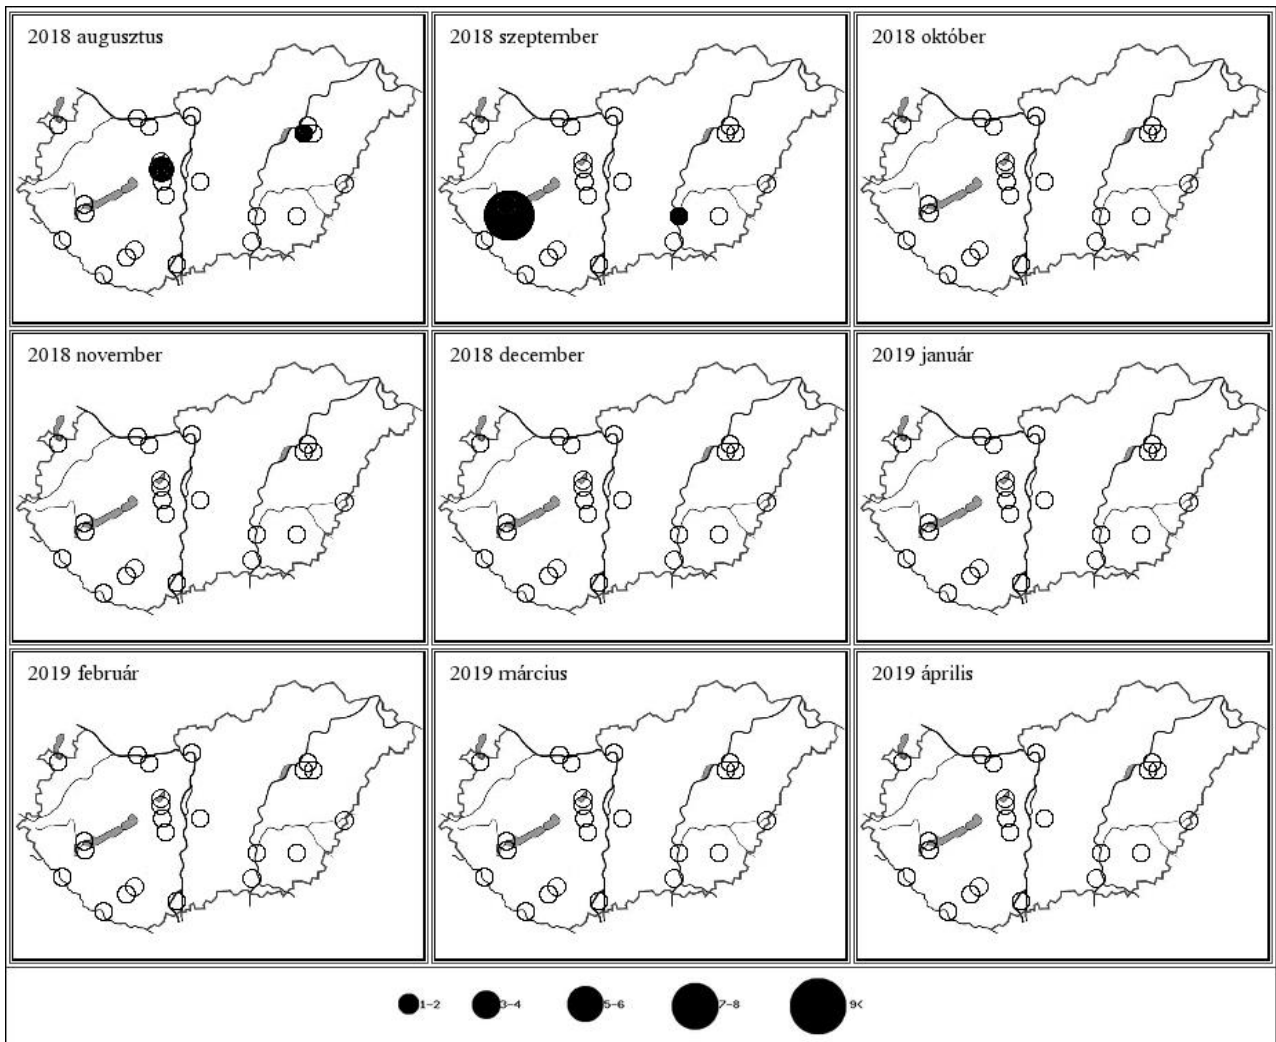 2018 augusztus
2018 szeptember
2018 október
2018 november
2018 december
2019 január
2019 február
2019 március
2019 április
1-2 3-4 5-6 7-8 9<